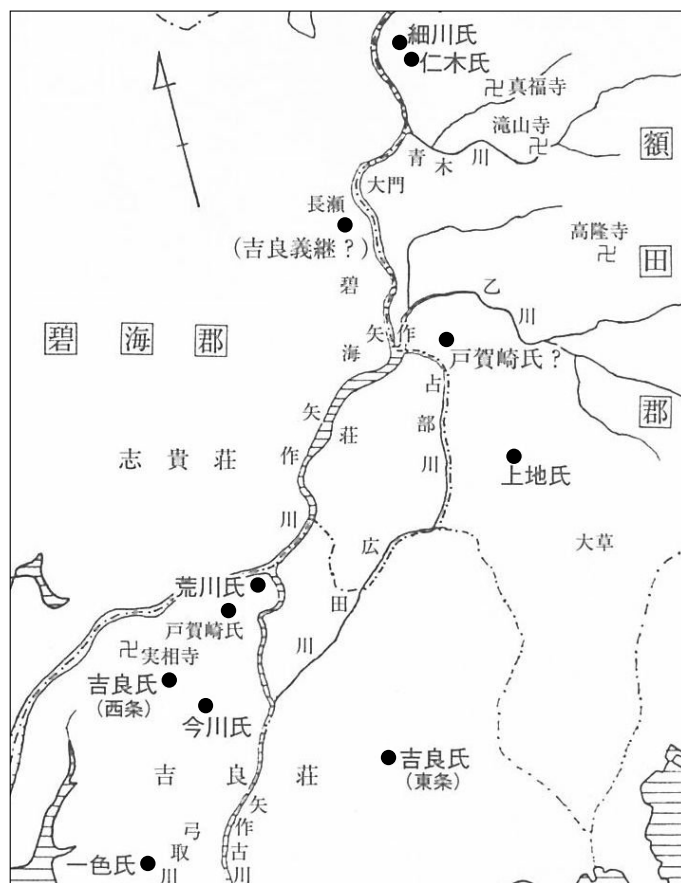 細川氏
仁木氏
卍真福寺
滝山寺
卍
額
青木川
大門
長瀬
(吉良義継？)
高隆寺
卍
田
乙川
碧海荘
碧海郡
矢作
戸賀崎氏？
占部川
郡
矢作川
志貴荘
上地氏
広田川
大草
荒川氏
戸賀崎氏
卍
実相寺
吉良氏
(西条)
今川氏
吉良氏
(東条)
吉良荘
矢作古川
弓取川
一色氏